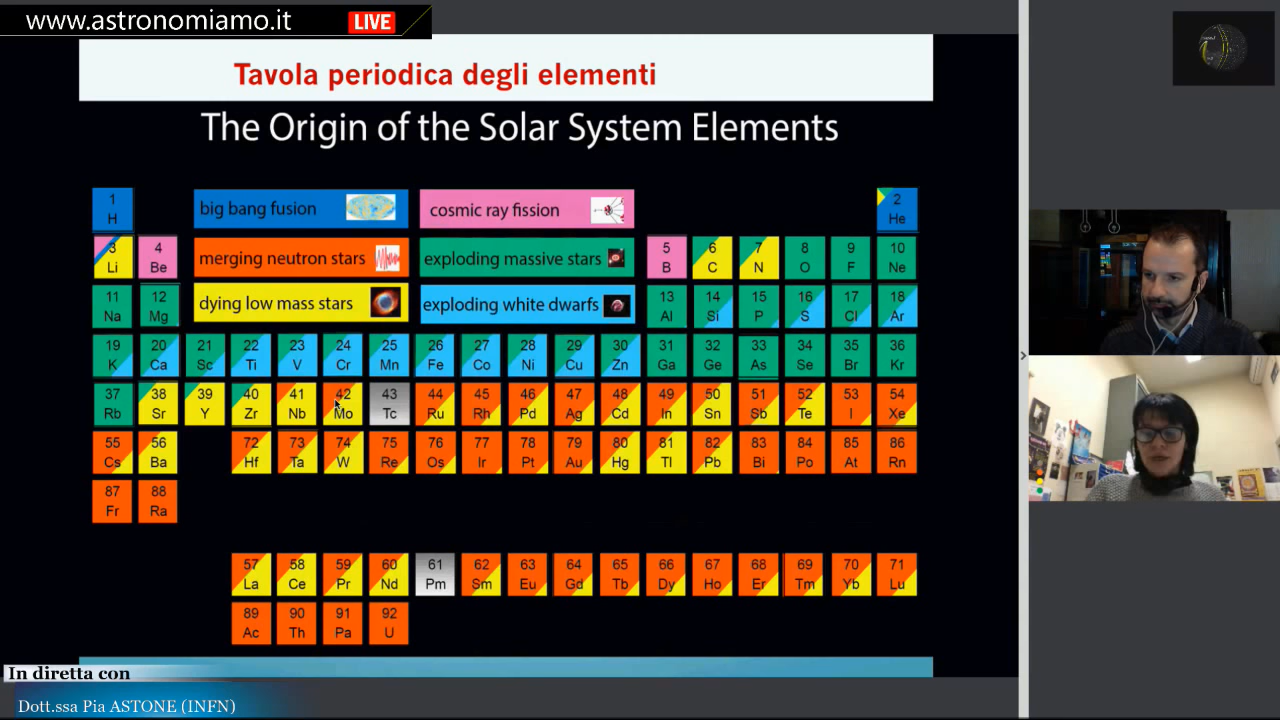 www.astronomiamo.it LIVE
Tavola periodica degli elementi
The Origin of the Solar System Elements
1 2
H big bang fusion cosmic ray fission He
3 4 5 6 7 8 9 10
Li Be merging neutron stars exploding massive stars B C N O F Ne
11 12 13 14 15 16 17 18
Na Mg dying low mass stars exploding white dwarfs Al Si P S Cl Ar
19 20 21 22 23 24 25 26 27 28 29 30 31 32 33 34 35 36
K Ca Sc Ti V Cr Mn Fe Co Ni Cu Zn Ga Ge As Se Br Kr
37 38 39 40 41 42 43 44 45 46 47 48 49 50 51 52 53 54
Rb Sr Y Zr Nb Mo Tc Ru Rh Pd Ag Cd In Sn Sb Te I Xe
55 56 72 73 74 75 76 77 78 79 80 81 82 83 84 85 86
Cs Ba Hf Ta W Re Os Ir Pt Au Hg Tl Pb Bi Po At Rn
87 88
Fr Ra
57 58 59 60 61 62 63 64 65 66 67 68 69 70 71
La Ce Pr Nd Pm Sm Eu Gd Tb Dy Ho Er Tm Yb Lu
89 90 91 92
Ac Th Pa U
In diretta con
Dott.ssa Pia ASTONE (INFN)